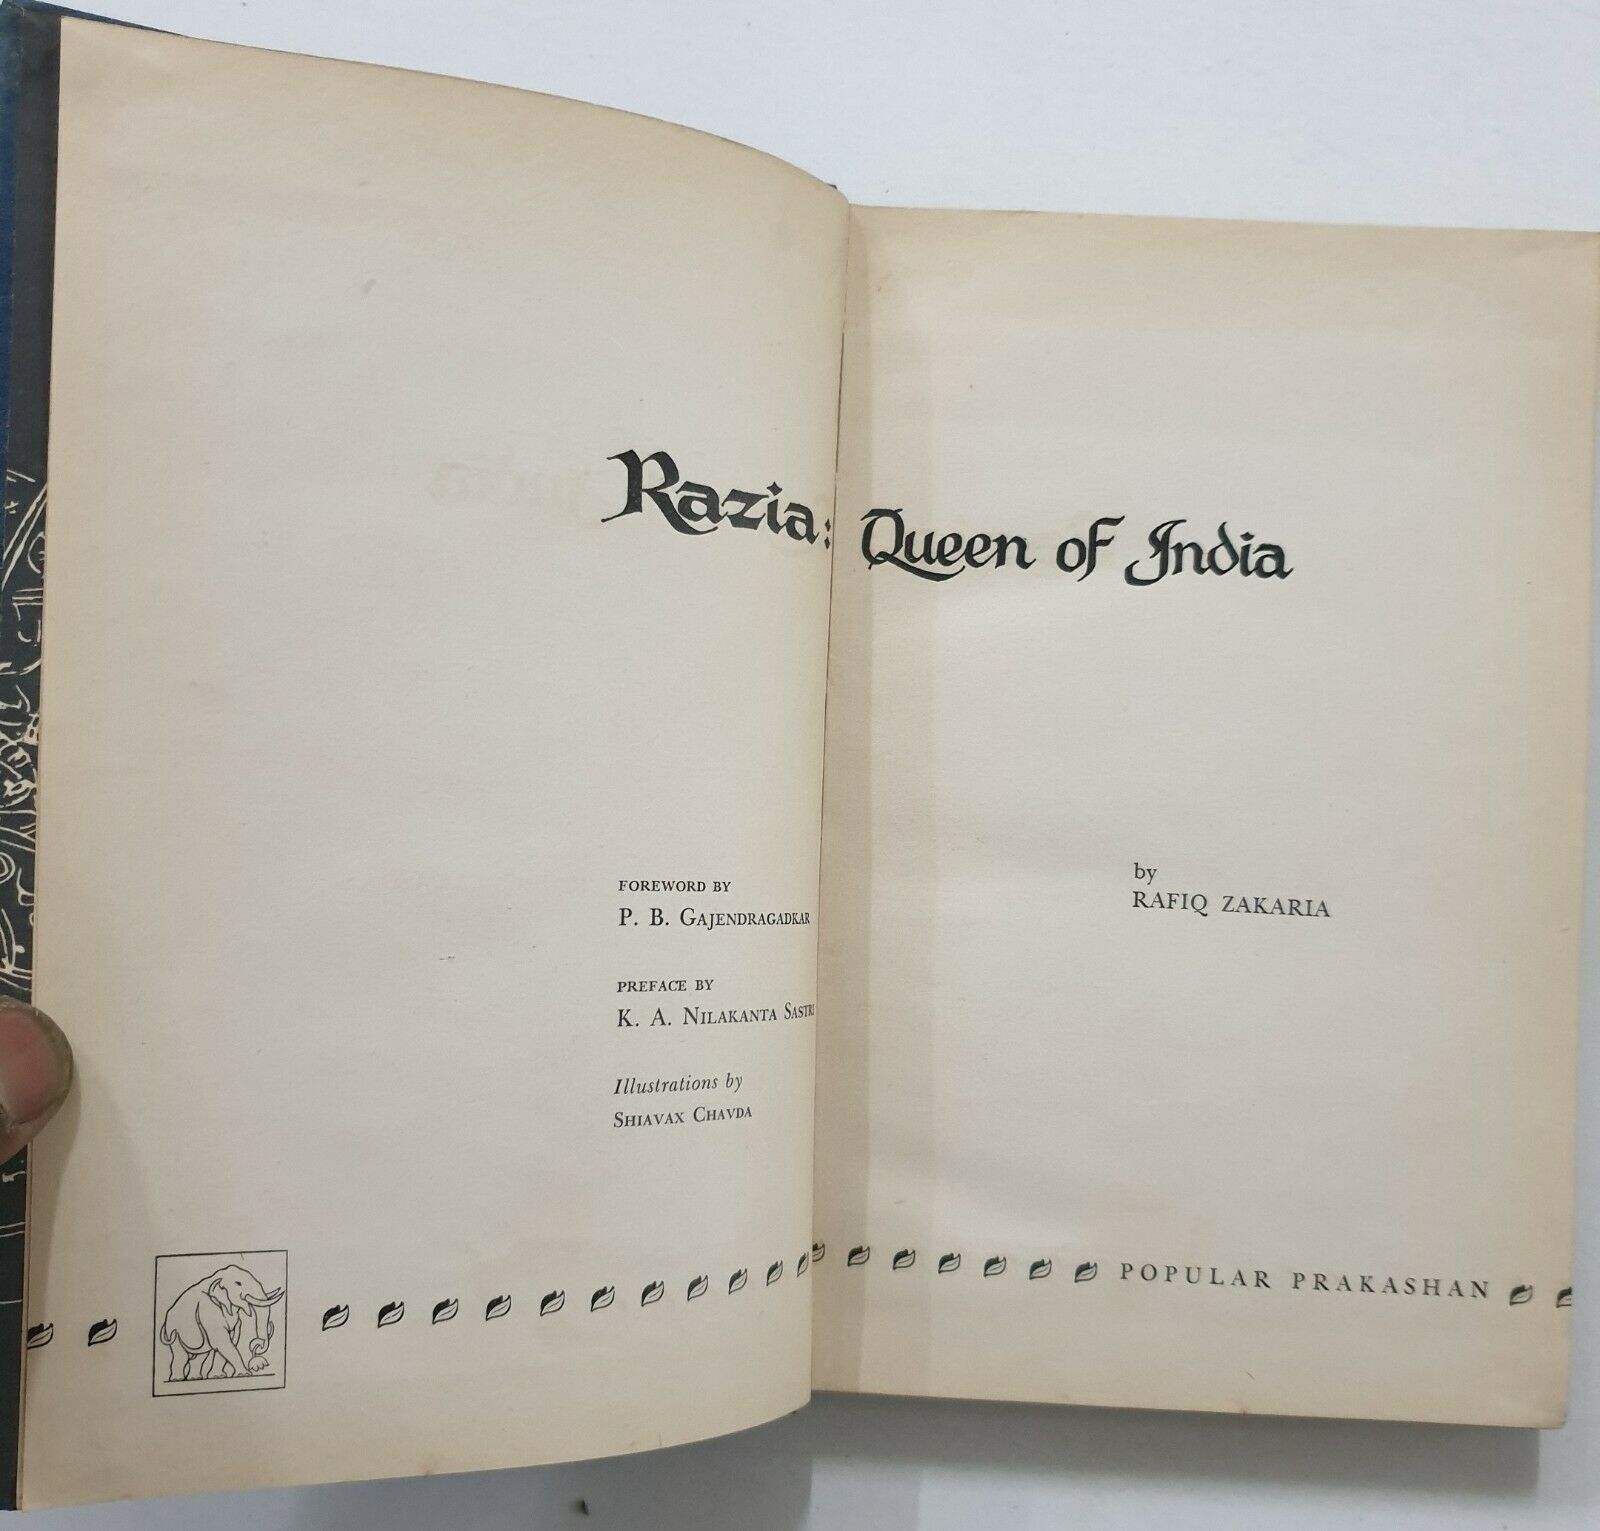 Razia: Queen of India
FOREWORD BY
P. B. GAJENDRAGADKAR
PREFACE BY
K. A. NILAKANTA SASTRI
Illustrations by
SHIAVAX CHAVDA
by
RAFIQ ZAKARIA
POPULAR PRAKASHAN